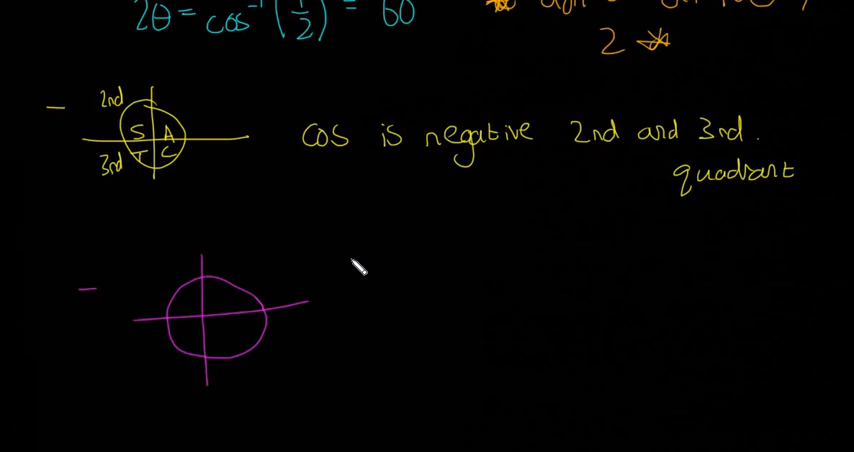 2θ = cos⁻¹ (1/2) = 60
2
2nd
S A
3rd T C
cos is negative 2nd and 3rd.
quadrant